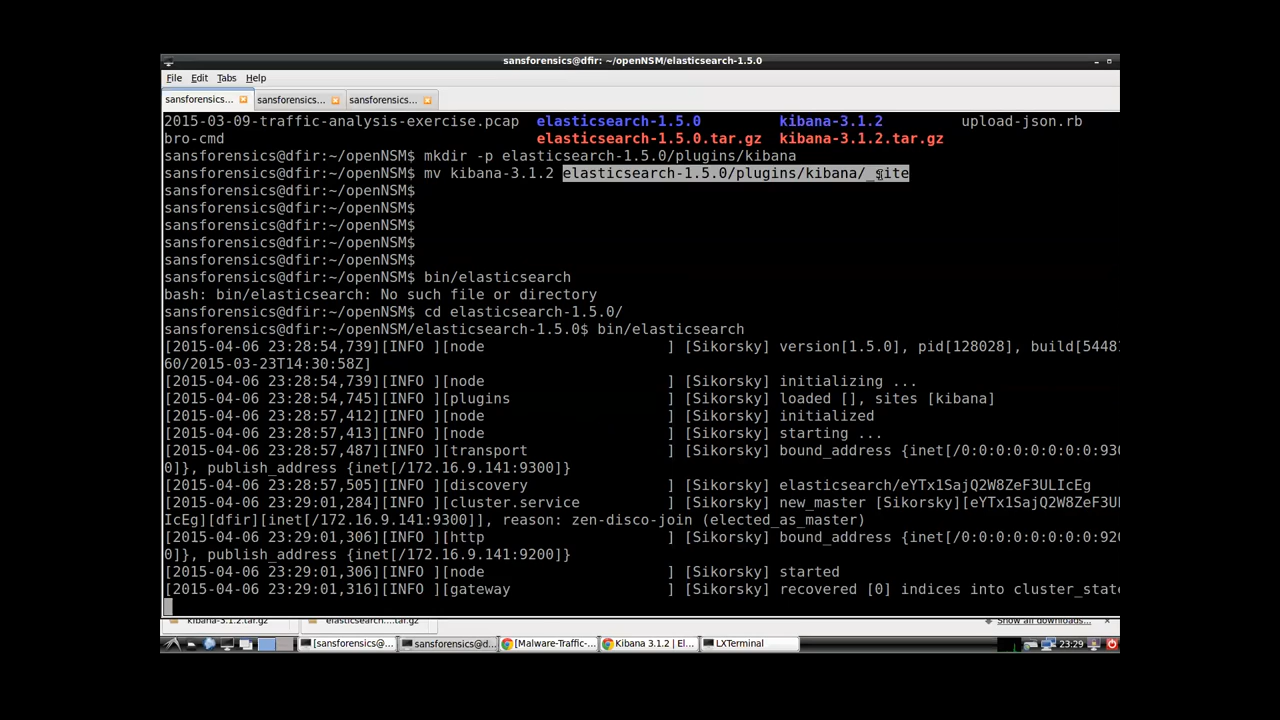 sansforensics@dfir: ~/openNSM/elasticsearch-1.5.0
File Edit Tabs Help
sansforensics... sansforensics... sansforensics...
2015-03-09-traffic-analysis-exercise.pcap elasticsearch-1.5.0 kibana-3.1.2 upload-json.rb
bro-cmd elasticsearch-1.5.0.tar.gz kibana-3.1.2.tar.gz
sansforensics@dfir:~/openNSM$ mkdir -p elasticsearch-1.5.0/plugins/kibana
sansforensics@dfir:~/openNSM$ mv kibana-3.1.2 elasticsearch-1.5.0/plugins/kibana/_site
sansforensics@dfir:~/openNSM$
sansforensics@dfir:~/openNSM$
sansforensics@dfir:~/openNSM$
sansforensics@dfir:~/openNSM$
sansforensics@dfir:~/openNSM$
sansforensics@dfir:~/openNSM$ bin/elasticsearch
bash: bin/elasticsearch: No such file or directory
sansforensics@dfir:~/openNSM$ cd elasticsearch-1.5.0/
sansforensics@dfir:~/openNSM/elasticsearch-1.5.0$ bin/elasticsearch
[2015-04-06 23:28:54,739][INFO ][node ] [Sikorsky] version[1.5.0], pid[128028], build[54481
60/2015-03-23T14:30:58Z]
[2015-04-06 23:28:54,739][INFO ][node ] [Sikorsky] initializing ...
[2015-04-06 23:28:54,745][INFO ][plugins ] [Sikorsky] loaded [], sites [kibana]
[2015-04-06 23:28:57,412][INFO ][node ] [Sikorsky] initialized
[2015-04-06 23:28:57,413][INFO ][node ] [Sikorsky] starting ...
[2015-04-06 23:28:57,487][INFO ][transport ] [Sikorsky] bound_address {inet[/0:0:0:0:0:0:0:930
0]}, publish_address {inet[/172.16.9.141:9300]}
[2015-04-06 23:28:57,505][INFO ][discovery ] [Sikorsky] elasticsearch/eYTx1SajQ2W8ZeF3ULIcEg
[2015-04-06 23:29:01,284][INFO ][cluster.service ] [Sikorsky] new_master [Sikorsky][eYTx1SajQ2W8ZeF3UL
IcEg][dfir][inet[/172.16.9.141:9300]], reason: zen-disco-join (elected_as_master)
[2015-04-06 23:29:01,306][INFO ][http ] [Sikorsky] bound_address {inet[/0:0:0:0:0:0:0:920
0]}, publish_address {inet[/172.16.9.141:9200]}
[2015-04-06 23:29:01,306][INFO ][node ] [Sikorsky] started
[2015-04-06 23:29:01,316][INFO ][gateway ] [Sikorsky] recovered [0] indices into cluster_state
kibana-3.1.2.tar.gz elasticsearch....tar.gz Show all downloads...
[sansforensics@... sansforensics@d... [Malware-Traffic-... Kibana 3.1.2 | El... LXTerminal 23:29